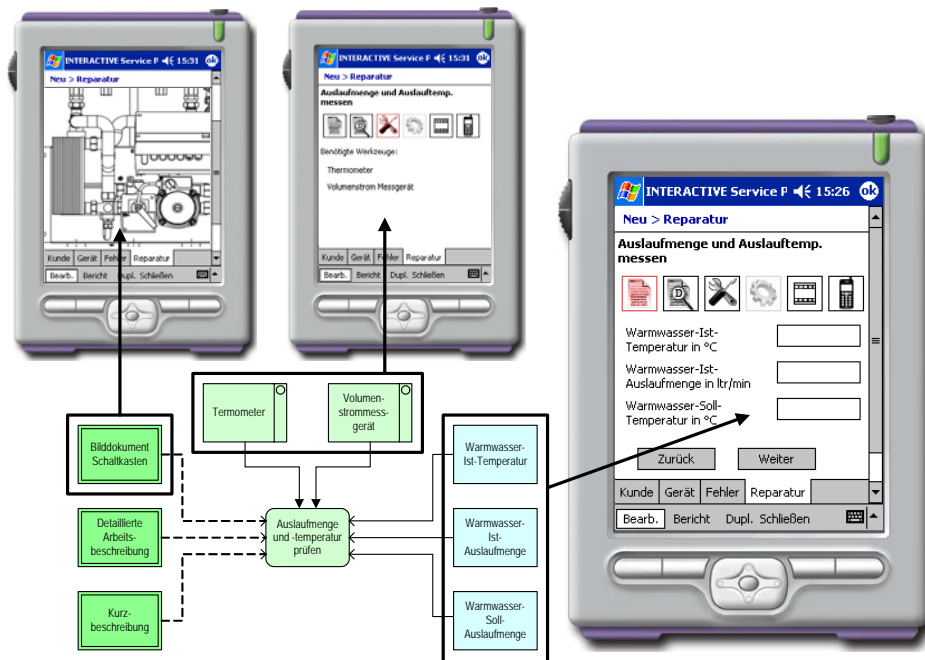 INTERACTIVE Service P 15:31 ok
Neu > Reparatur
Kunde Gerät Fehler Reparatur
Bearb. Bericht Dupl. Schließen
INTERACTIVE Service P 15:31 ok
Neu > Reparatur
Auslaufmenge und Auslauftemp.
messen
D
Benötigte Werkzeuge:
Thermometer
Volumenstrom Messgerät
Kunde Gerät Fehler Reparatur
Bearb. Bericht Dupl. Schließen
INTERACTIVE Service P 15:26 ok
Neu > Reparatur
Auslaufmenge und Auslauftemp.
messen
D
Warmwasser-Ist-
Temperatur in °C
Warmwasser-Ist-
Auslaufmenge in ltr/min
Warmwasser-Soll-
Temperatur in °C
Zurück Weiter
Kunde Gerät Fehler Reparatur
Bearb. Bericht Dupl. Schließen
Termometer
Volumen-
strommess-
gerät
Bilddokument
Schaltkasten
Detaillierte
Arbeits-
beschreibung
Kurz-
beschreibung
Auslaufmenge
und -temperatur
prüfen
Warmwasser-
Ist-Temperatur
Warmwasser-
Ist-
Auslaufmenge
Warmwasser-
Soll-
Auslaufmenge